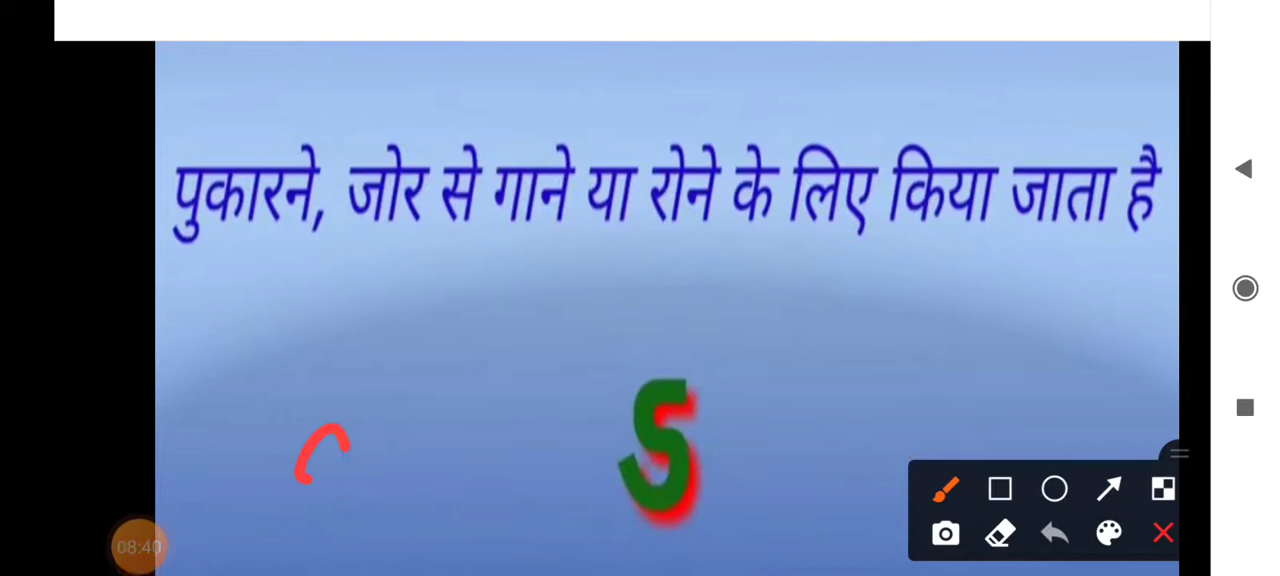 पुकारने, जोर से गाने या रोने के लिए किया जाता है
ऽ
08:40